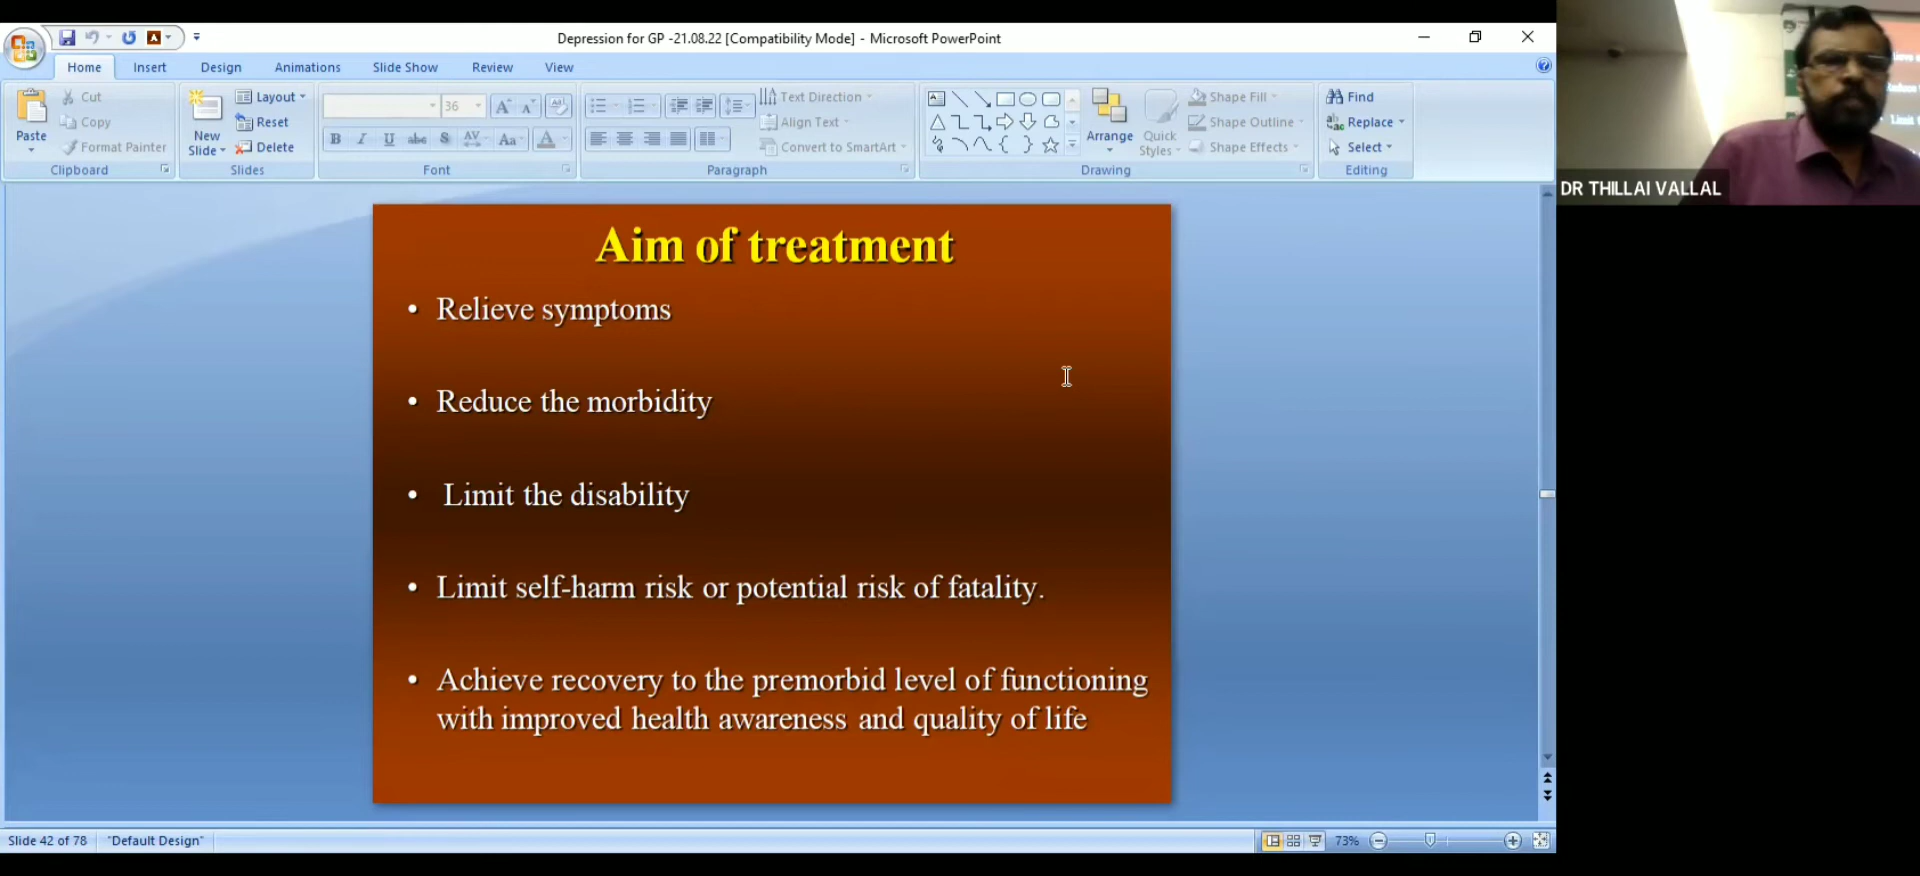 Depression for GP -21.08.22 [Compatibility Mode] - Microsoft PowerPoint
Home Insert Design Animations Slide Show Review View
Paste
Cut
Copy
Format Painter
Clipboard
New Slide
Layout
Reset
Delete
Slides
36
Font
Text Direction
Align Text
Convert to SmartArt
Paragraph
Arrange
Quick Styles
Shape Fill
Shape Outline
Shape Effects
Drawing
Find
Replace
Select
Editing
DR THILLAI VALLAL
Aim of treatment
• Relieve symptoms
• Reduce the morbidity
• Limit the disability
• Limit self-harm risk or potential risk of fatality.
• Achieve recovery to the premorbid level of functioning
with improved health awareness and quality of life
Slide 42 of 78 "Default Design" 73%